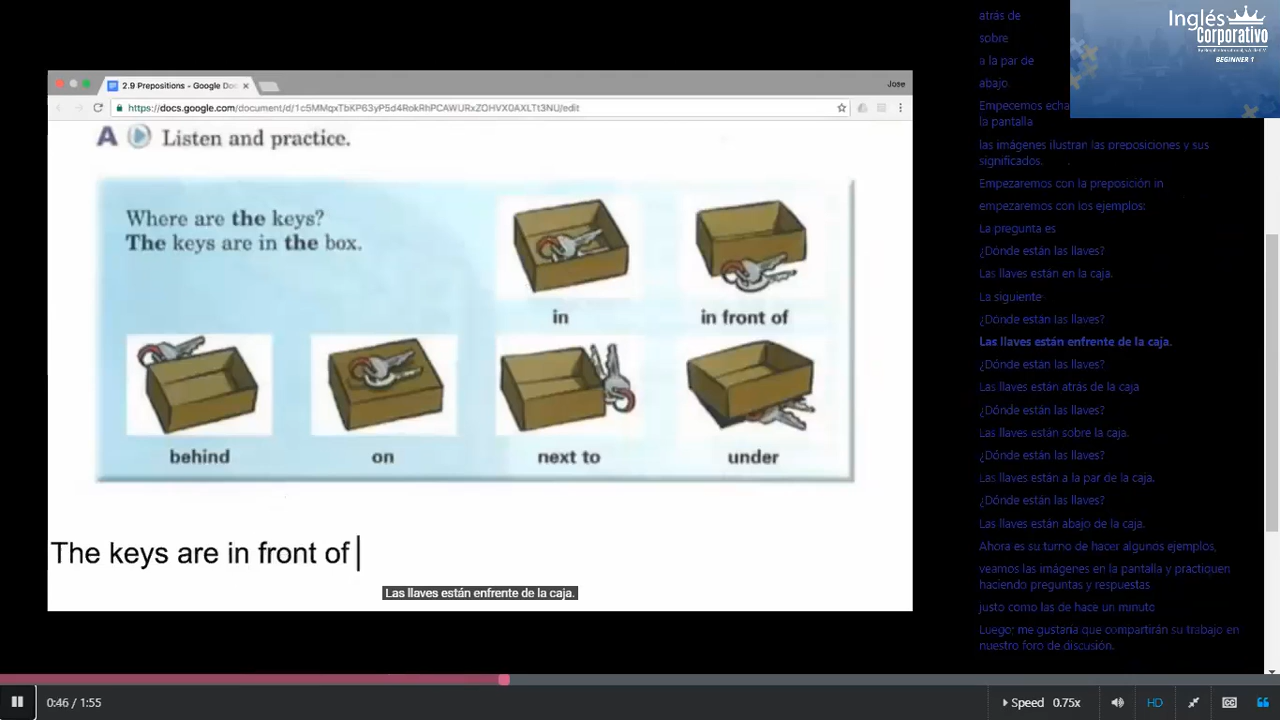 2.9 Prepositions - Google Do
Jose
https://docs.google.com/document/d/1c5MMqxTbKP63yP5d4RokRhPCAWURxZOHVX0AXLTt3NU/edit
A Listen and practice.
Where are the keys?
The keys are in the box.
in
in front of
behind
on
next to
under
The keys are in front of
Las llaves están enfrente de la caja.
0:46 / 1:55
Speed 0.75x
HD
CC
Inglés
Corporativo
BEGINNER 1
atrás de
sobre
a la par de
abajo.
Empecemos echa
la pantalla
las imágenes ilustran las preposiciones y sus
significados.
Empezaremos con la preposición in
empezaremos con los ejemplos:
La pregunta es
¿Dónde están las llaves?
Las llaves están en la caja.
La siguiente
¿Dónde están las llaves?
Las llaves están enfrente de la caja.
¿Dónde están las llaves?
Las llaves están atrás de la caja
¿Dónde están las llaves?
Las llaves están sobre la caja.
¿Dónde están las llaves?
Las llaves están a la par de la caja.
¿Dónde están las llaves?
Las llaves están abajo de la caja.
Ahora es su turno de hacer algunos ejemplos,
veamos las imágenes en la pantalla y practiquen
haciendo preguntas y respuestas
justo como las de hace un minuto
Luego; me gustaría que compartirán su trabajo en
nuestro foro de discusión.